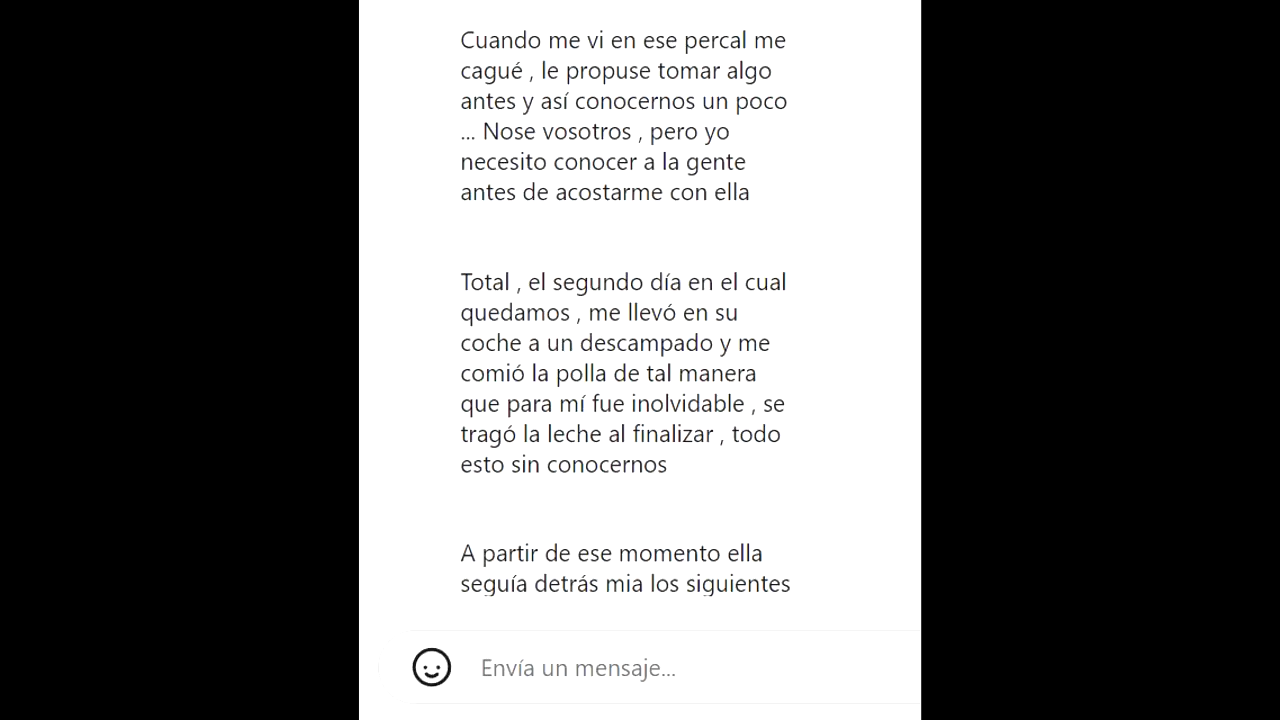 Cuando me vi en ese percal me
cagué , le propuse tomar algo
antes y así conocernos un poco
... Nose vosotros , pero yo
necesito conocer a la gente
antes de acostarme con ella
Total , el segundo día en el cual
quedamos , me llevó en su
coche a un descampado y me
comió la polla de tal manera
que para mí fue inolvidable , se
tragó la leche al finalizar , todo
esto sin conocernos
A partir de ese momento ella
seguía detrás mia los siguientes
Envía un mensaje...